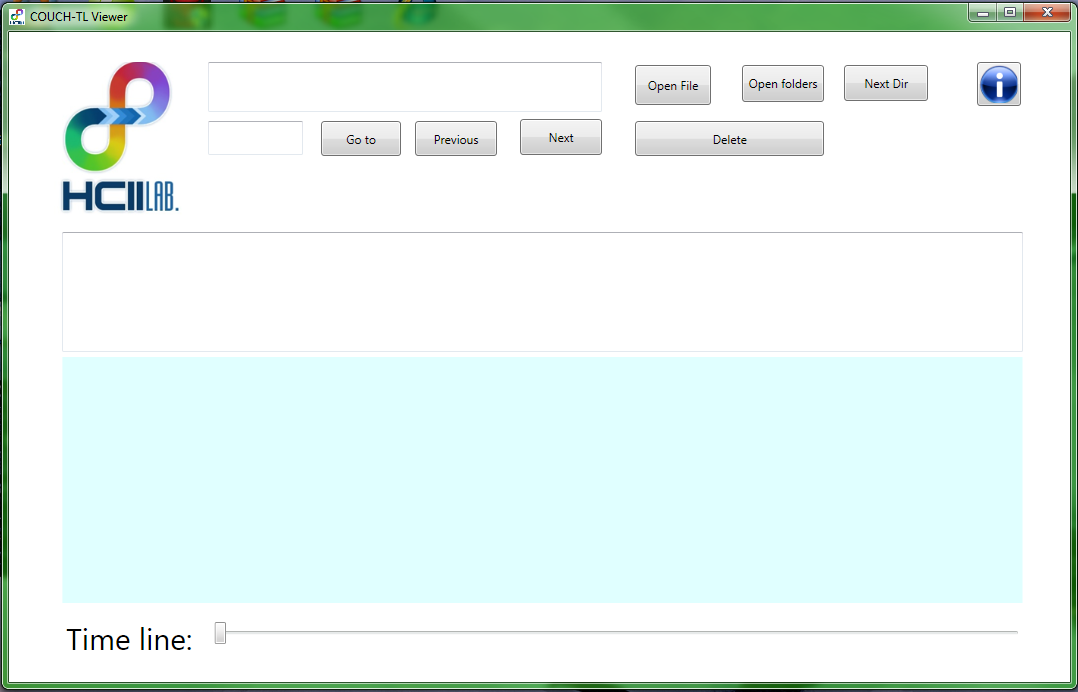 COUCH-TL Viewer
Open File
Open folders
Next Dir
Go to
Previous
Next
Delete
HCII LAB.
Time line: